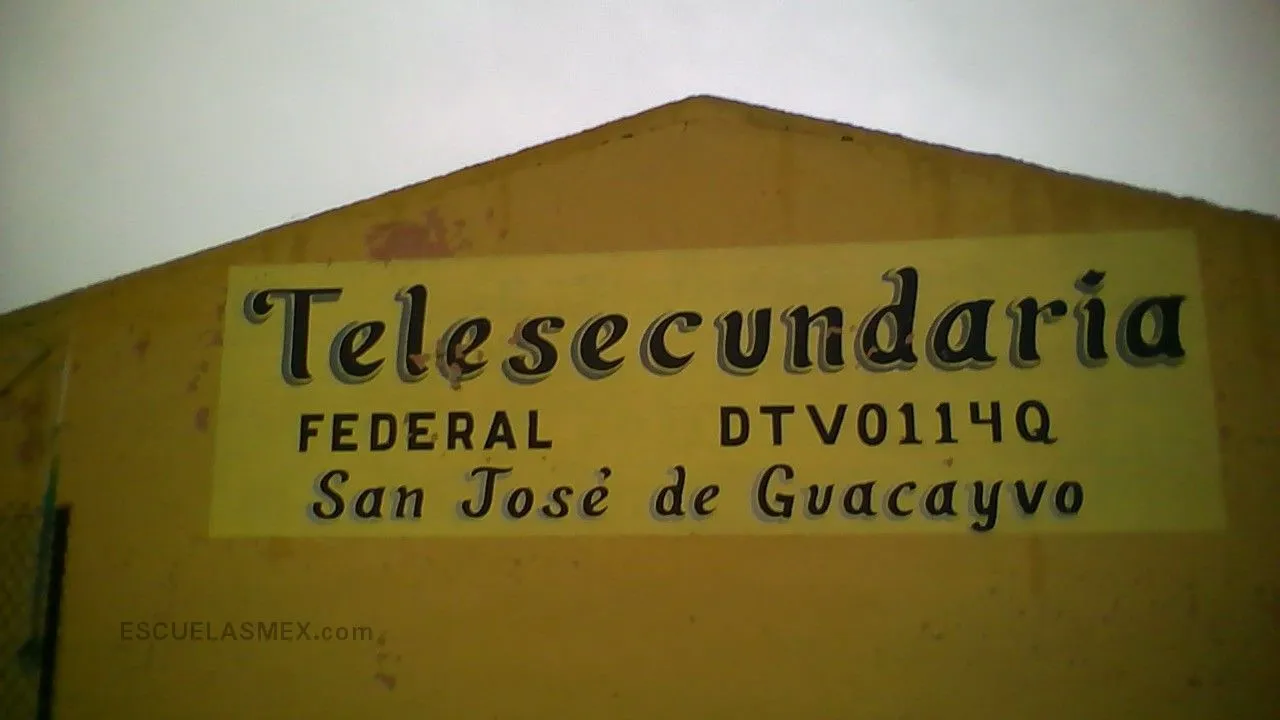 Telesecundaria
FEDERAL DTV0114Q
San José de Guacayvo
ESCUELASMEX.com